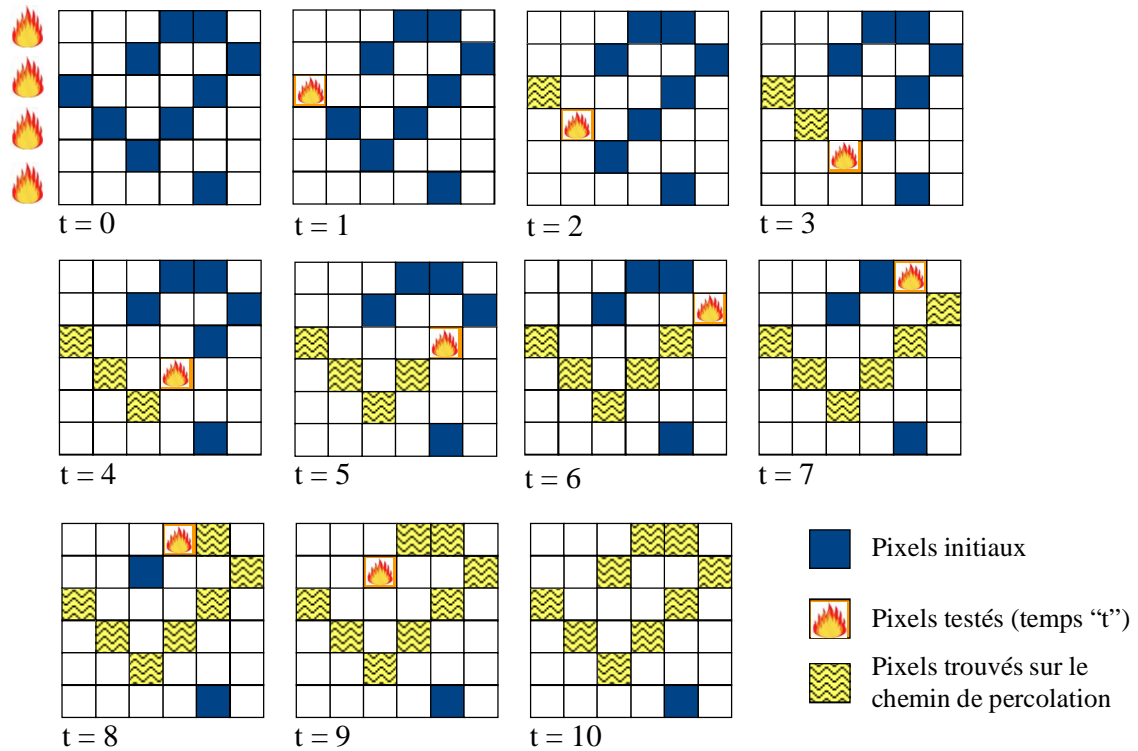 t = 0
t = 1
t = 2
t = 3
t = 4
t = 5
t = 6
t = 7
t = 8
t = 9
t = 10
Pixels initiaux
Pixels testés (temps “t”)
Pixels trouvés sur le
chemin de percolation